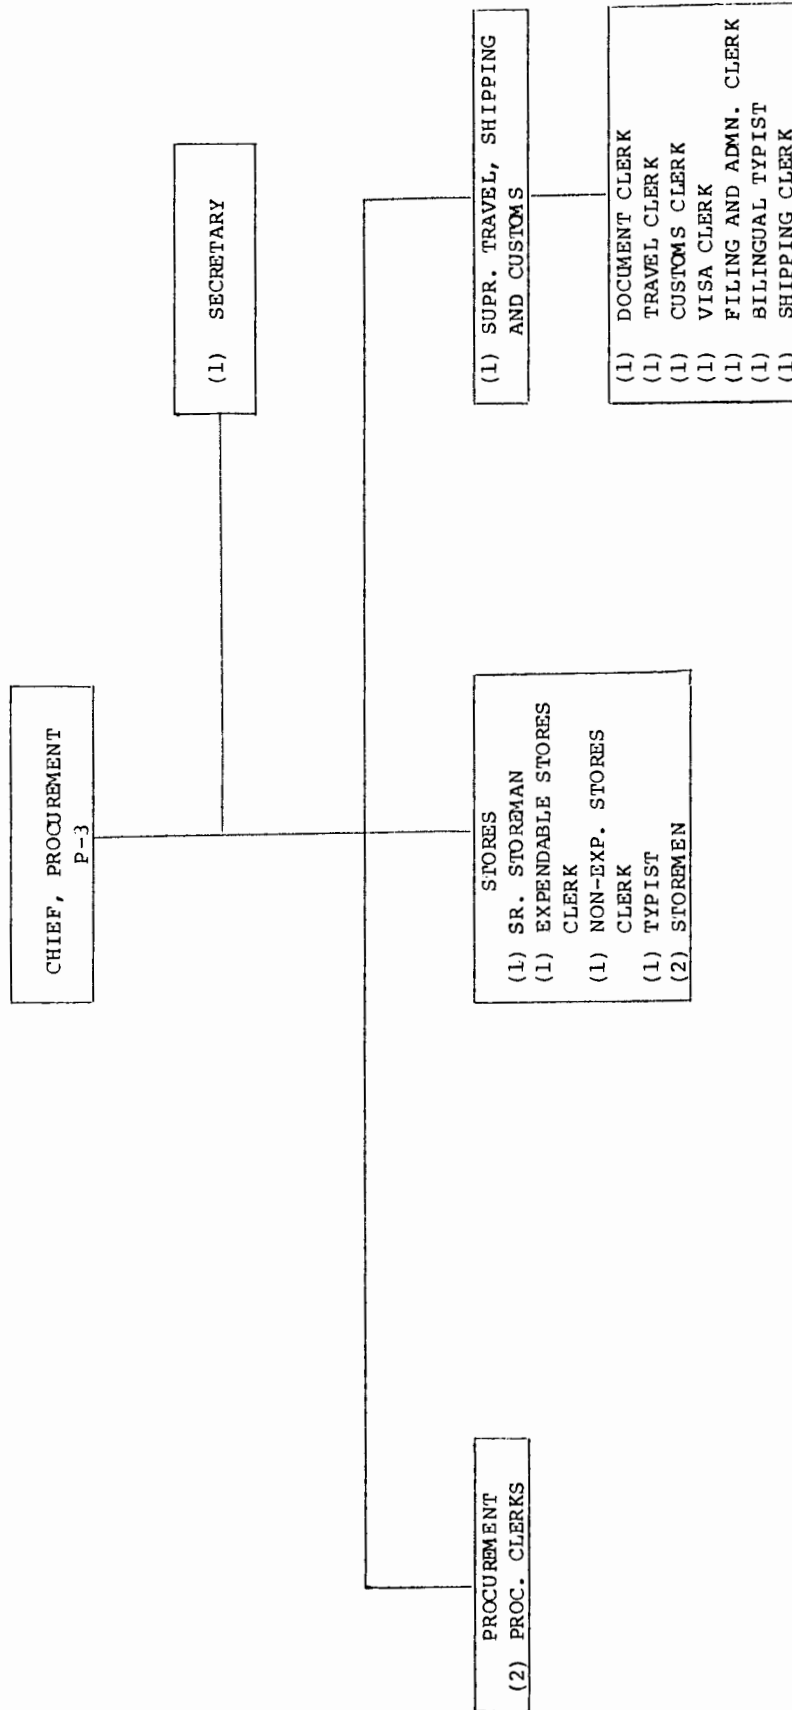 CHIEF, PROCUREMENT
P-3
(1) SECRETARY
PROCUREMENT
(2) PROC. CLERKS
STORES
(1) SR. STOREMAN
(1) EXPENDABLE STORES
CLERK
(1) NON-EXP. STORES
CLERK
(1) TYPIST
(2) STOREMEN
(1) SUPR. TRAVEL, SHIPPING
AND CUSTOMS
(1) DOCUMENT CLERK
(1) TRAVEL CLERK
(1) CUSTOMS CLERK
(1) VISA CLERK
(1) FILING AND ADMN. CLERK
(1) BILINGUAL TYPIST
(1) SHIPPING CLERK